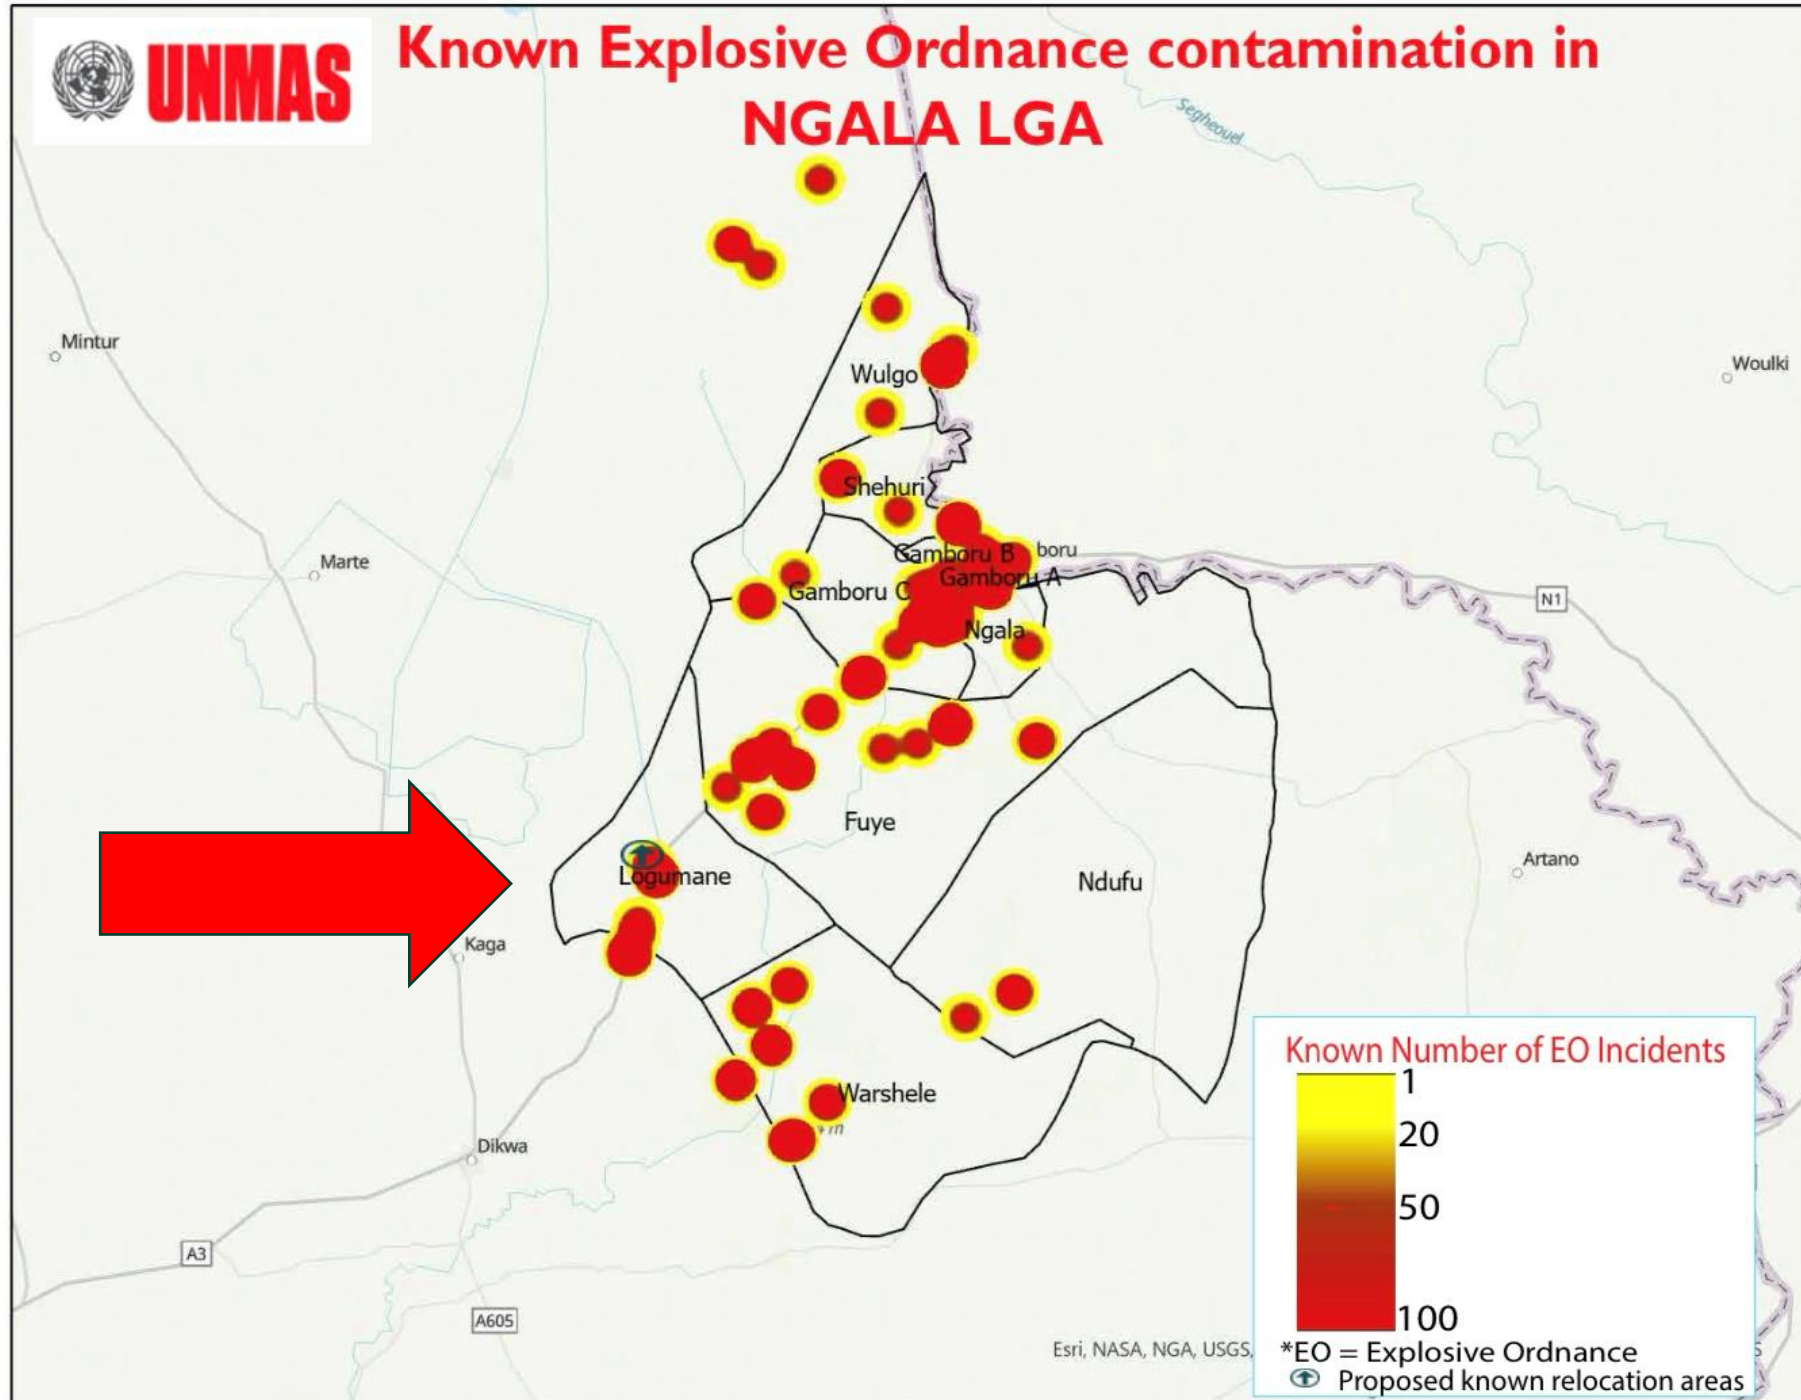 UNMAS
Known Explosive Ordnance contamination in
NGALA LGA
Segheouel
Mintur
Woulki
Wulgo
Shehuri
Gamboru B
boru
Marte
Gamboru A
Gamboru C
N1
Ngala
Fuye
Artano
Logumane
Ndufu
Kaga
Warshele
Dikwa
A3
A605
Esri, NASA, NGA, USGS,
Known Number of EO Incidents
1
20
50
100
*EO = Explosive Ordnance
Proposed known relocation areas